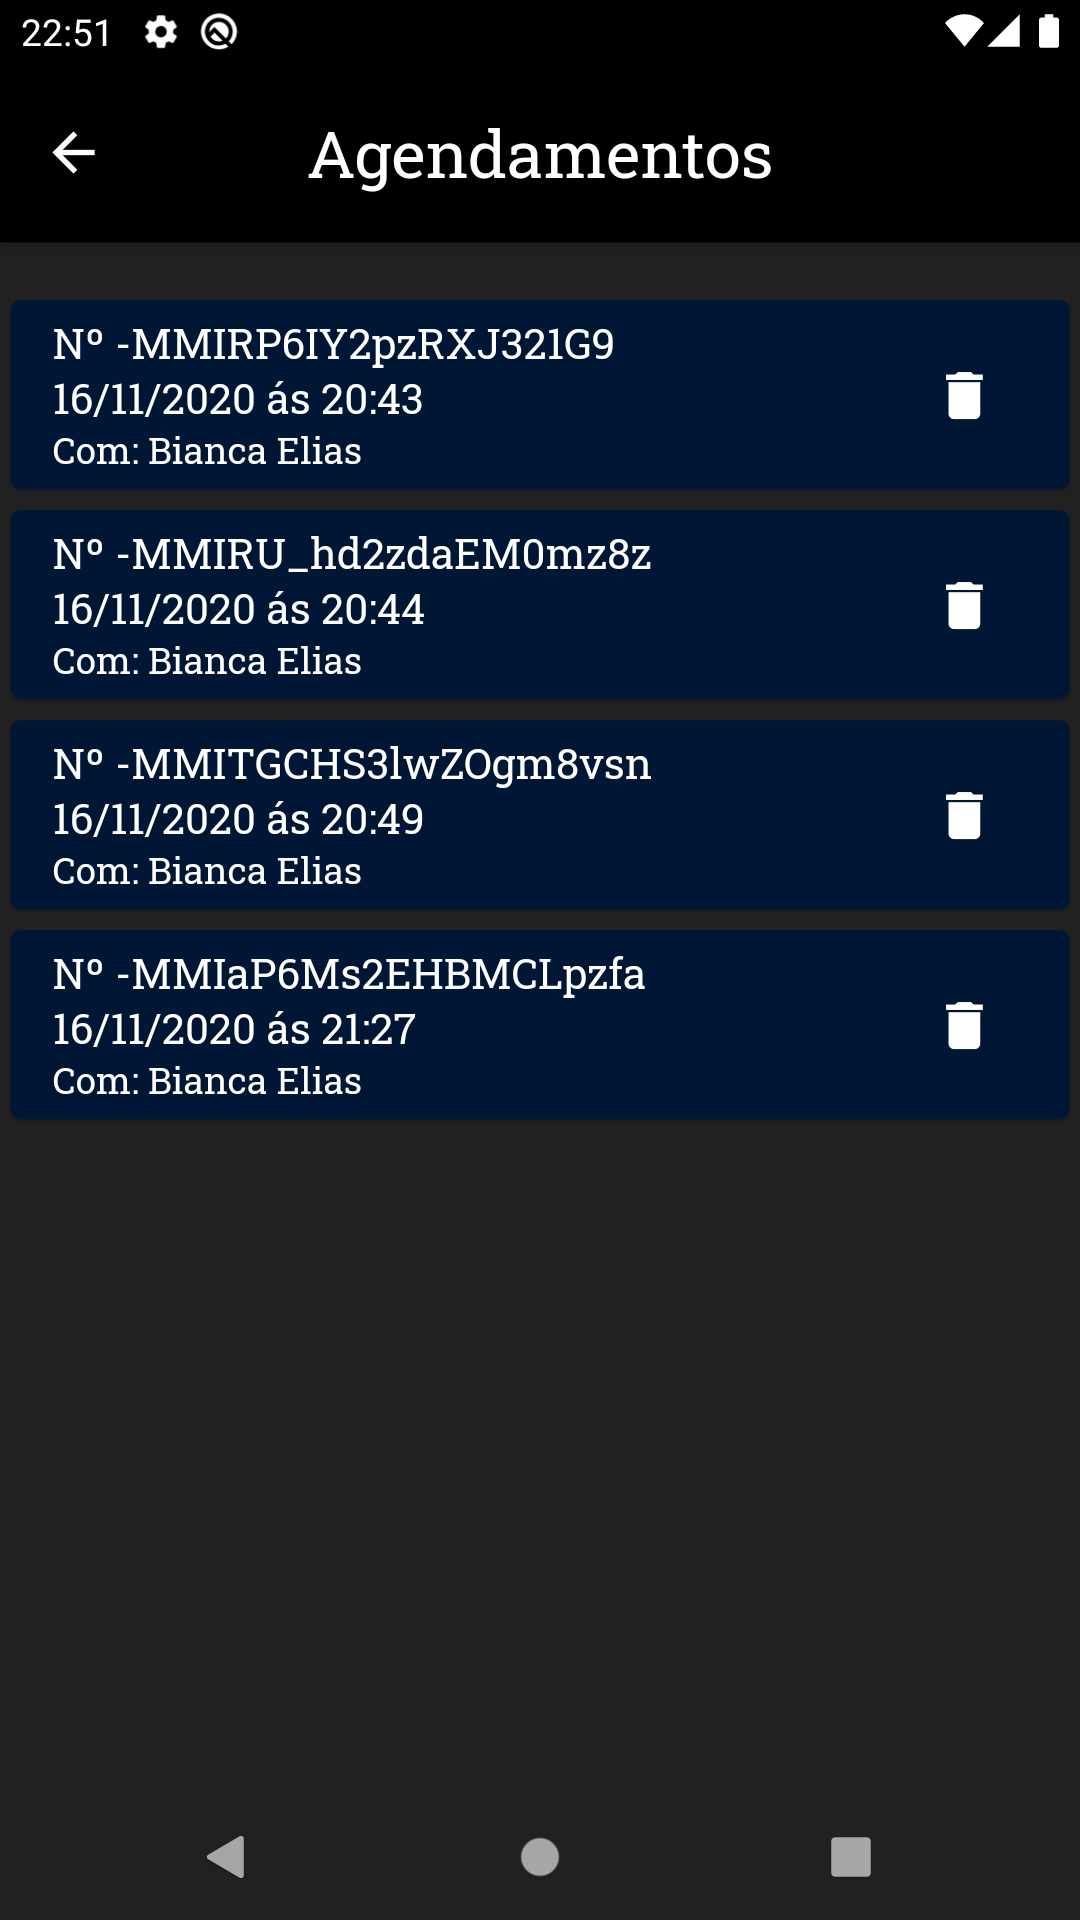 22:51
Agendamentos
Nº -MMIRP6IY2pzRXJ321G9
16/11/2020 ás 20:43
Com: Bianca Elias
Nº -MMIRU_hd2zdaEM0mz8z
16/11/2020 ás 20:44
Com: Bianca Elias
Nº -MMITGCHS3lwZOgm8vsn
16/11/2020 ás 20:49
Com: Bianca Elias
Nº -MMIaP6Ms2EHBMCLpzfa
16/11/2020 ás 21:27
Com: Bianca Elias